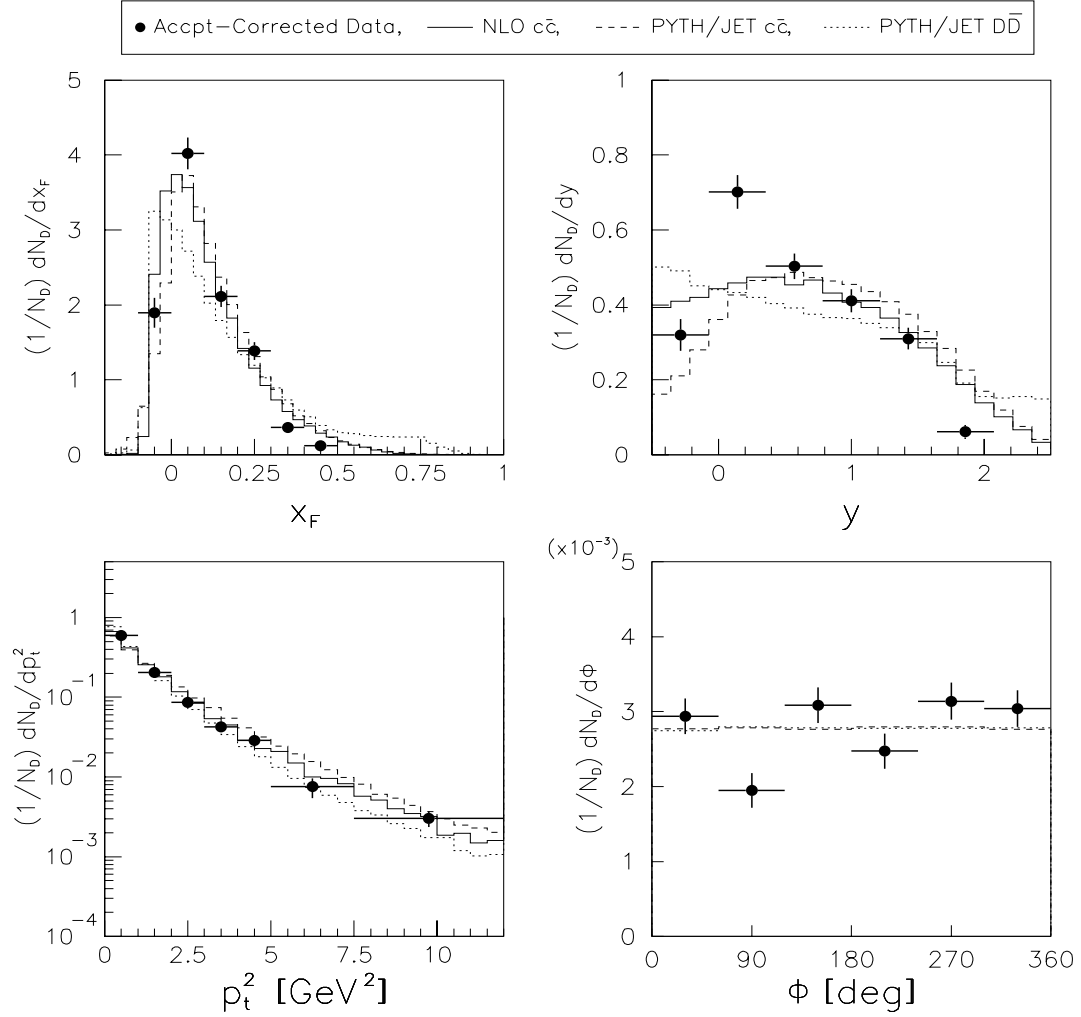 ● Accpt-Corrected Data, — NLO cc̄, - - - PYTH/JET cc̄, ····· PYTH/JET DD̄
(1/N_D) dN_D/dx_F
5
4
3
2
1
0
0 0.25 0.5 0.75 1
x_F
(1/N_D) dN_D/dy
1
0.8
0.6
0.4
0.2
0
0 1 2
y
(1/N_D) dN_D/dp_t^2
1
10^-1
10^-2
10^-3
10^-4
0 2.5 5 7.5 10
p_t^2 [GeV^2]
(x10^-3)
(1/N_D) dN_D/dϕ
5
4
3
2
1
0
0 90 180 270 360
ϕ [deg]